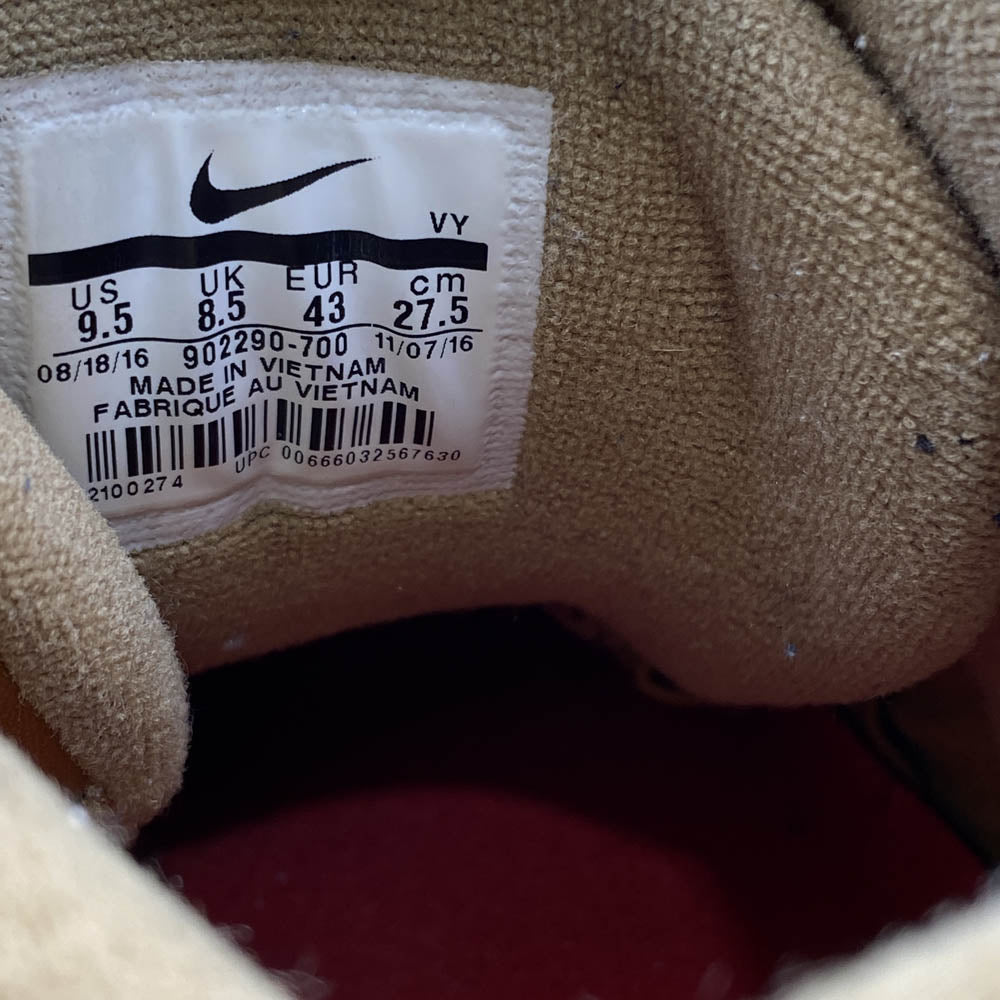 VY
US UK EUR cm
9.5 8.5 43 27.5
08/18/16 902290-700 11/07/16
MADE IN VIETNAM
FABRIQUE AU VIETNAM
UPC 00666032567630
2100274